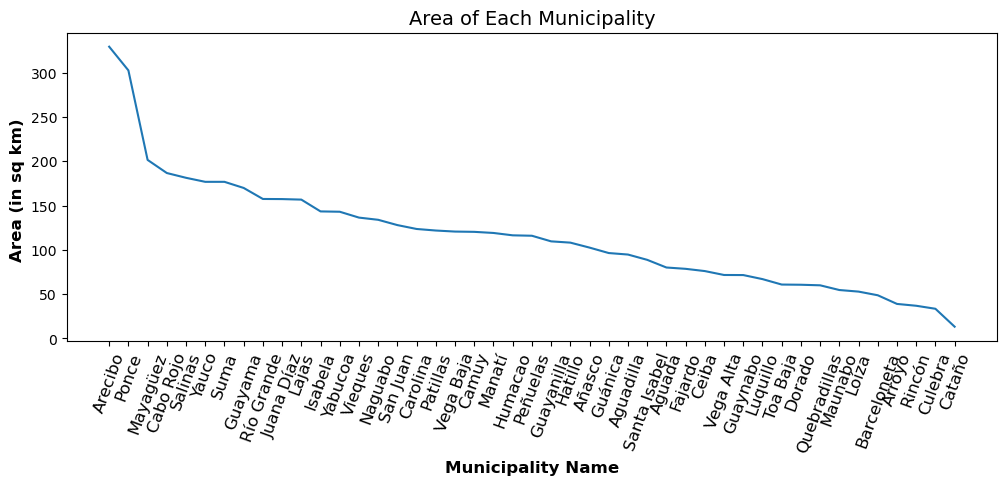 Area of Each Municipality
Area (in sq km)
300
250
200
150
100
50
0
Arecibo
Ponce
Mayagüez
Cabo Rojo
Salinas
Yauco
Suma
Guayama
Río Grande
Juana Díaz
Lajas
Isabela
Yabucoa
Vieques
Naguabo
San Juan
Carolina
Patillas
Vega Baja
Camuy
Manatí
Humacao
Peñuelas
Guayanilla
Hatillo
Añasco
Guánica
Aguadilla
Santa Isabel
Aguada
Fajardo
Ceiba
Vega Alta
Guaynabo
Luquillo
Toa Baja
Dorado
Quebradillas
Maunabo
Loíza
Barceloneta
Arroyo
Rincón
Culebra
Cataño
Municipality Name